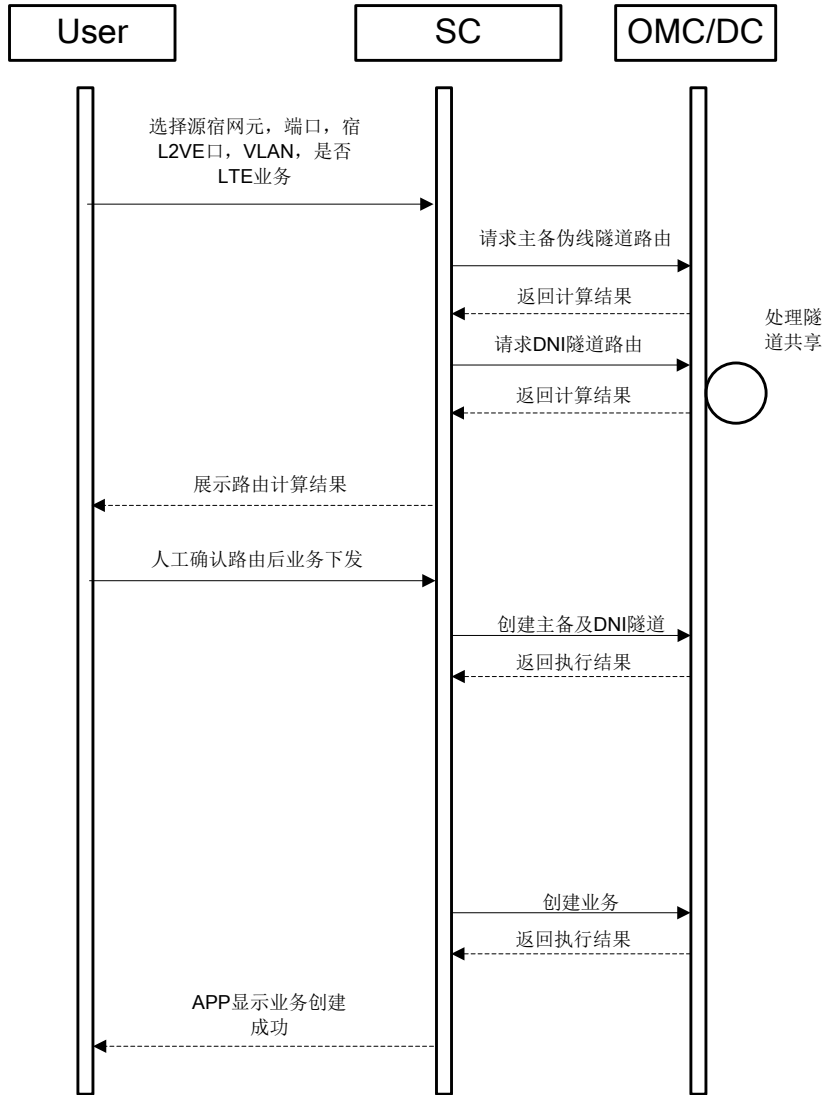 User
SC
OMC/DC
选择源宿网元，端口，宿
L2VE口，VLAN，是否
LTE业务
请求主备伪线隧道路由
返回计算结果
处理隧
道共享
请求DNI隧道路由
返回计算结果
展示路由计算结果
人工确认路由后业务下发
创建主备及DNI隧道
返回执行结果
创建业务
返回执行结果
APP显示业务创建
成功